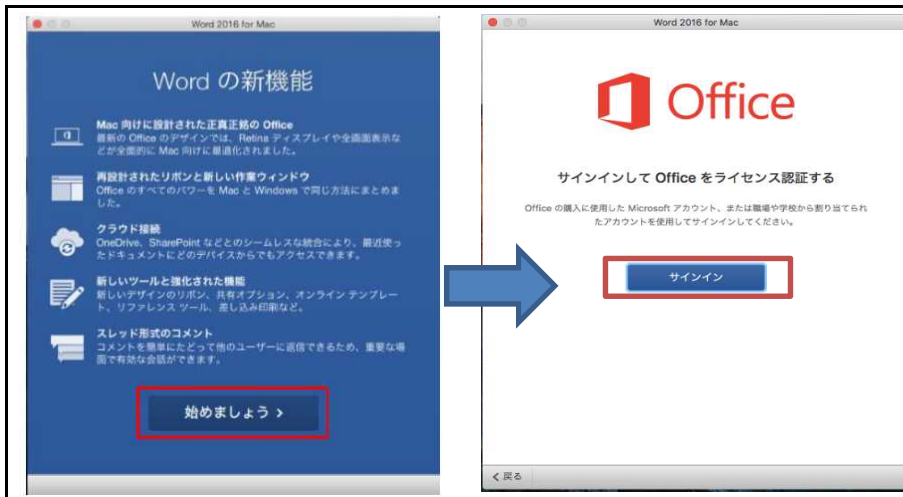 Word 2016 for Mac
Word の新機能
Mac 向けに設計された正真正銘の Office
最新の Office のデザインでは、Retina ディスプレイや全画面表示な
どが全面的に Mac 向けに最適化されました。
再設計されたリボンと新しい作業ウィンドウ
Office のすべてのパワーを Mac と Windows で同じ方法にまとめま
した。
クラウド接続
OneDrive、SharePoint などとのシームレスな統合により、最近使っ
たドキュメントにどのデバイスからでもアクセスできます。
新しいツールと強化された機能
新しいデザインのリボン、共有オプション、オンライン テンプレー
ト、リファレンス ツール、差し込み印刷など。
スレッド形式のコメント
コメントを簡単にたどって他のユーザーに返信できるため、重要な場
面で有効な会話ができます。
始めましょう >
Word 2016 for Mac
Office
サインインして Office をライセンス認証する
Office の購入に使用した Microsoft アカウント、または職場や学校から割り当てられ
たアカウントを使用してサインインしてください。
サインイン
< 戻る